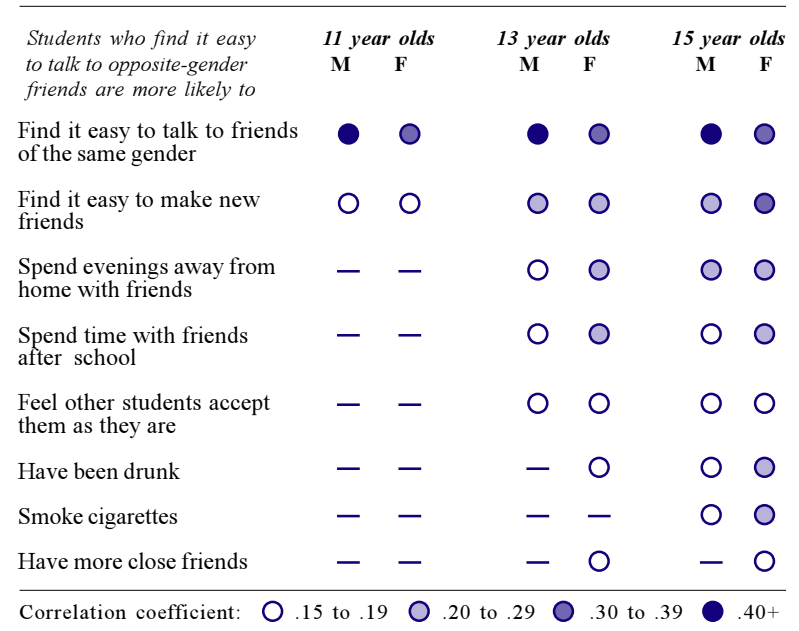 Students who find it easy 11 year olds 13 year olds 15 year olds
to talk to opposite-gender M F M F M F
friends are more likely to
Find it easy to talk to friends
of the same gender
Find it easy to make new
friends
Spend evenings away from — —
home with friends
Spend time with friends — —
after school
Feel other students accept — —
them as they are
Have been drunk — — —
Smoke cigarettes — — — —
Have more close friends — — — —
Correlation coefficient: .15 to .19 .20 to .29 .30 to .39 .40+